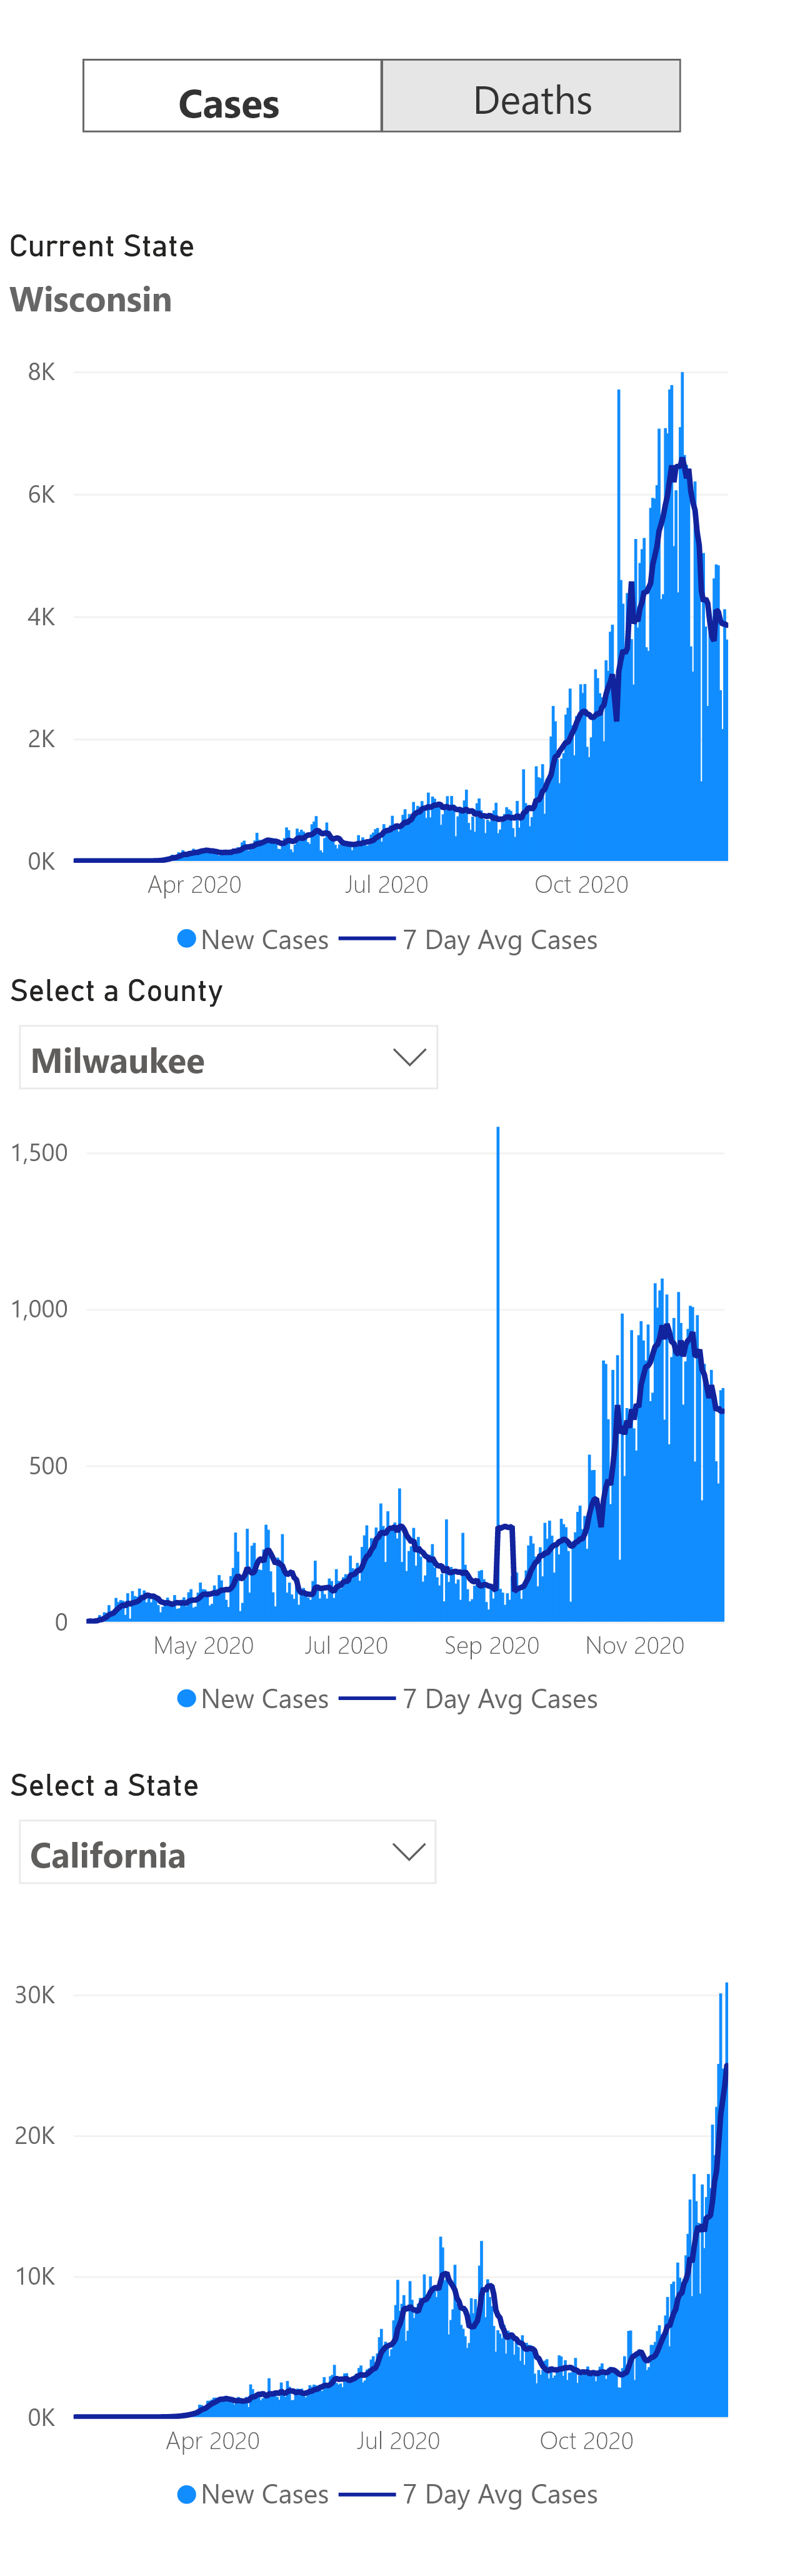 Cases Deaths
Current State
Wisconsin
8K
6K
4K
2K
0K
Apr 2020 Jul 2020 Oct 2020
New Cases 7 Day Avg Cases
Select a County
Milwaukee
1,500
1,000
500
0
May 2020 Jul 2020 Sep 2020 Nov 2020
New Cases 7 Day Avg Cases
Select a State
California
30K
20K
10K
0K
Apr 2020 Jul 2020 Oct 2020
New Cases 7 Day Avg Cases